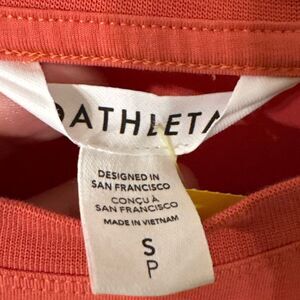 ATHLETA
DESIGNED IN
SAN FRANCISCO
CONÇU À
SAN FRANCISCO
MADE IN VIETNAM
S
P